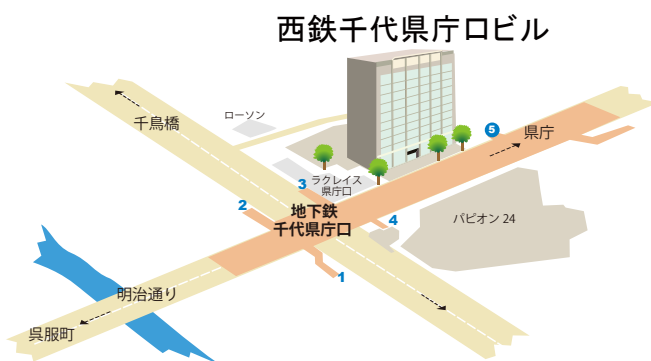 西鉄千代県庁口ビル
ローソン
千鳥橋
5
県庁
3
ラクレイス
県庁口
2
地下鉄
千代県庁口
4
パピオン 24
1
明治通り
呉服町